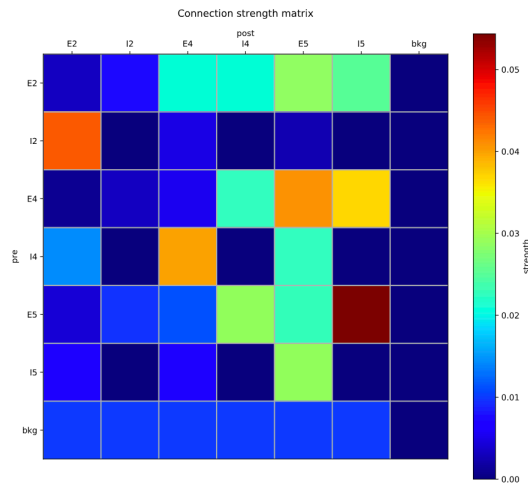 Connection strength matrix
post
E2 I2 E4 I4 E5 I5 bkg
E2
I2
E4
I4
E5
I5
bkg
pre
0.05
0.04
0.03
0.02
0.01
0.00
strength